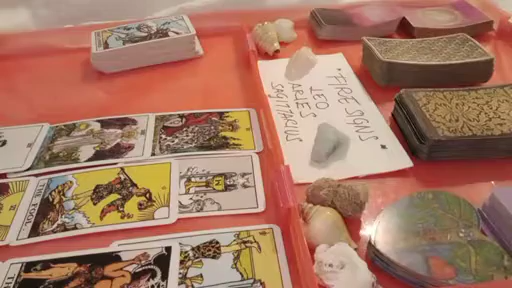 • FIRE SIGNS
LEO
ARIES
SAGITTARIUS
THE FOOL.